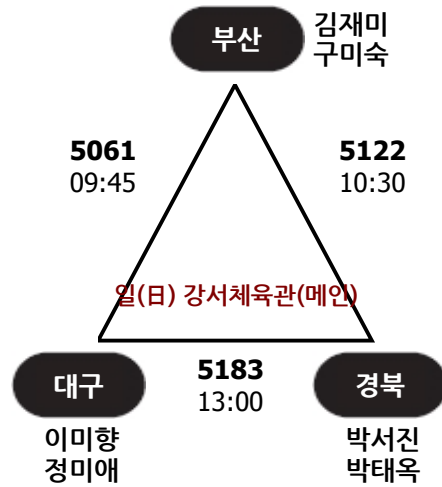 부산
김재미
구미숙
5061
09:45
5122
10:30
일(日) 강서체육관(메인)
대구
5183
13:00
경북
이미향
정미애
박서진
박태옥